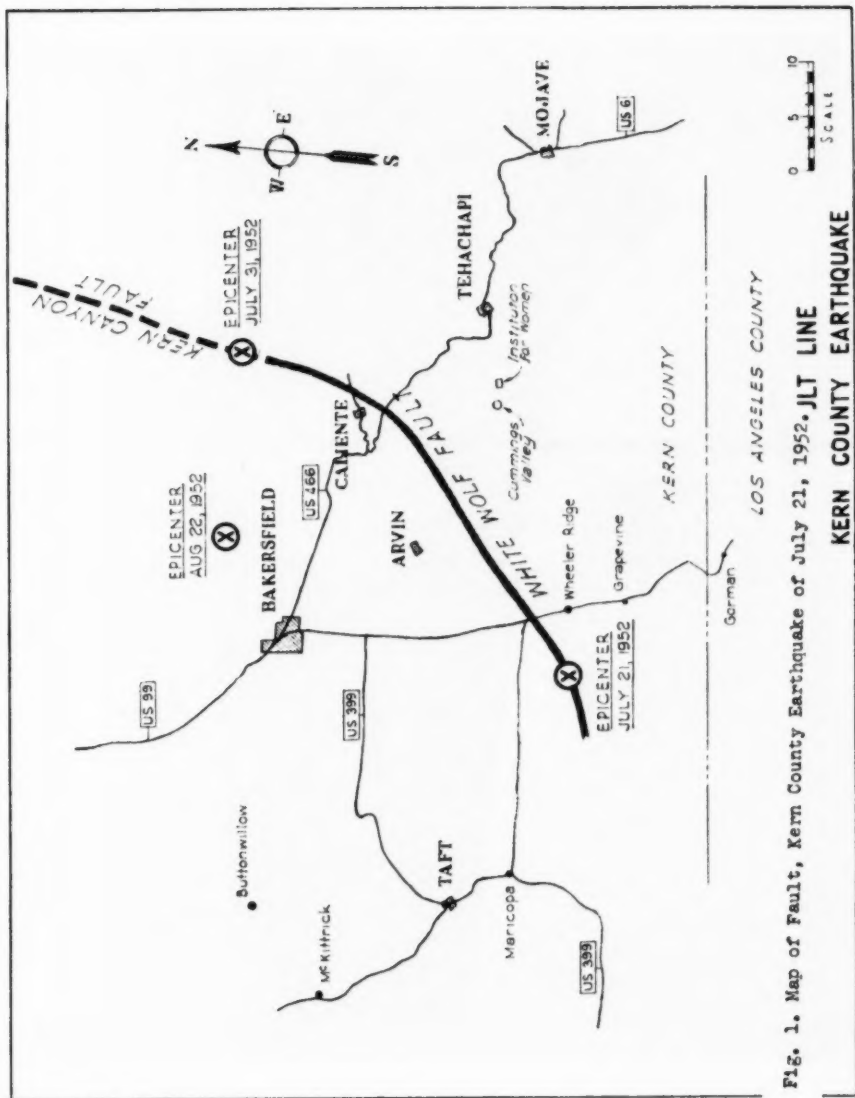 N
W
E
S
KERN CANYON
FAULT
EPICENTER
JULY 31, 1952
EPICENTER
AUG 22, 1952
US 99
BAKERSFIELD
Buttonwillow
McKittrick
US 466
CALIENTE
US 399
ARVIN
WHITE WOLF FAULT
TAFT
TEHACHAPI
Cummings
Valley
Institution
for Women
MOJAVE
US 6
Maricopa
Wheeler Ridge
EPICENTER
JULY 21, 1952
Grapevine
US 399
Gorman
KERN COUNTY
LOS ANGELES COUNTY
0 5 10
SCALE
Fig. 1. Map of Fault, Kern County Earthquake of July 21, 1952.
JLT LINE
KERN COUNTY EARTHQUAKE